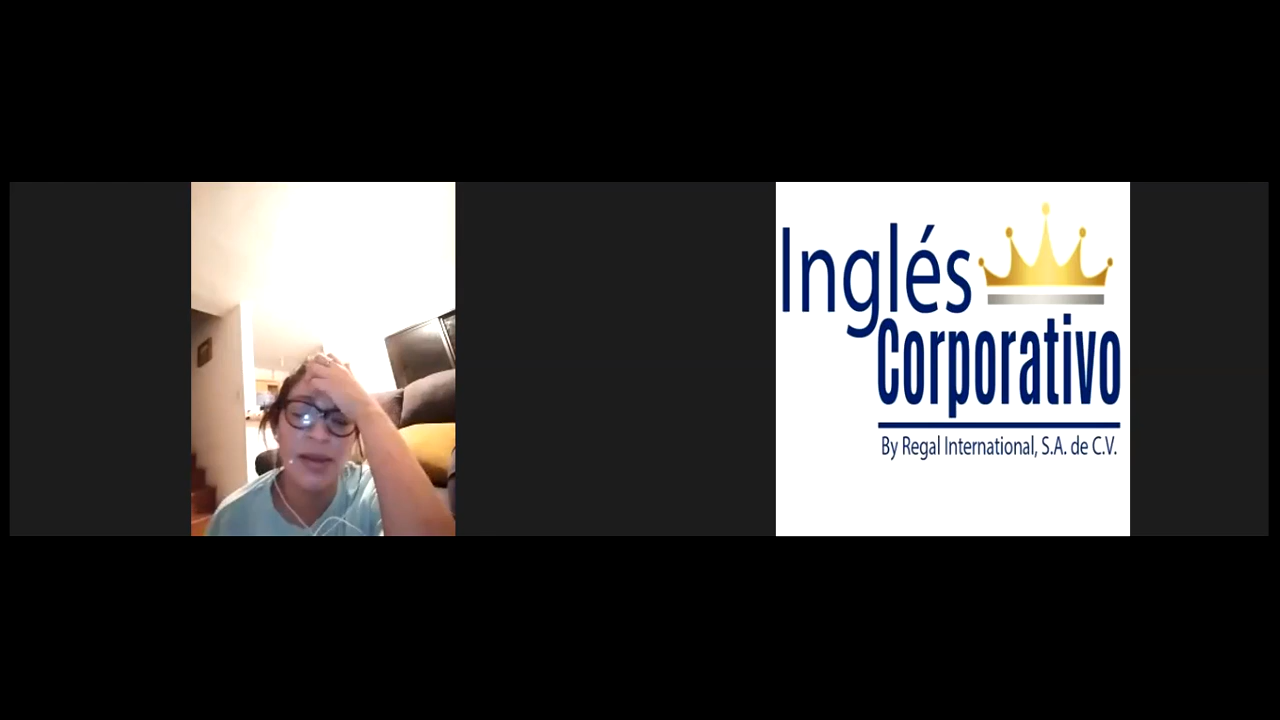 Inglés
Corporativo
By Regal International, S.A. de C.V.